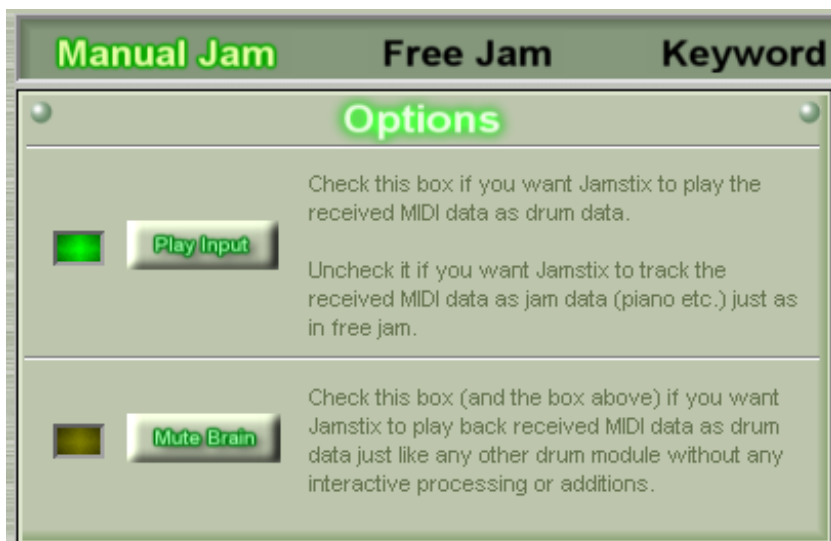 Manual Jam Free Jam Keyword
Options
Check this box if you want Jamstix to play the
received MIDI data as drum data.
Play Input
Uncheck it if you want Jamstix to track the
received MIDI data as jam data (piano etc.) just as
in free jam.
Check this box (and the box above) if you want
Jamstix to play back received MIDI data as drum
Mute Brain
data just like any other drum module without any
interactive processing or additions.